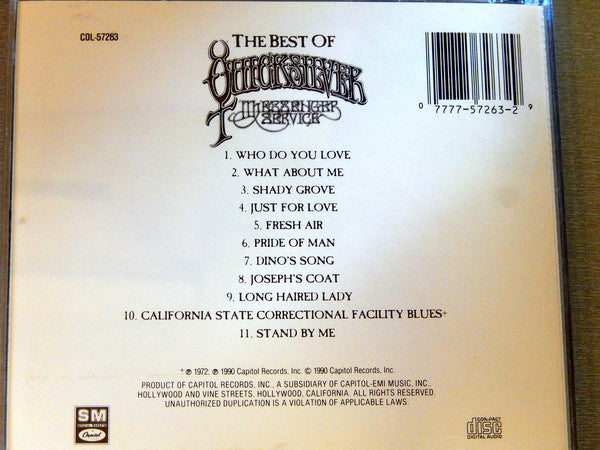 CDL-57263
THE BEST OF
QUICKSILVER
MESSENGER
SERVICE
0 7777-57263-2 9
1. WHO DO YOU LOVE
2. WHAT ABOUT ME
3. SHADY GROVE
4. JUST FOR LOVE
5. FRESH AIR
6. PRIDE OF MAN
7. DINO'S SONG
8. JOSEPH'S COAT
9. LONG HAIRED LADY
10. CALIFORNIA STATE CORRECTIONAL FACILITY BLUES+
11. STAND BY ME
+℗ 1972: ℗ 1990 Capitol Records, Inc. © 1990 Capitol Records, Inc.
PRODUCT OF CAPITOL RECORDS, INC., A SUBSIDIARY OF CAPITOL-EMI MUSIC, INC.,
HOLLYWOOD AND VINE STREETS, HOLLYWOOD, CALIFORNIA. ALL RIGHTS RESERVED.
UNAUTHORIZED DUPLICATION IS A VIOLATION OF APPLICABLE LAWS.
SM
Capitol
COMPACT
disc
DIGITAL AUDIO